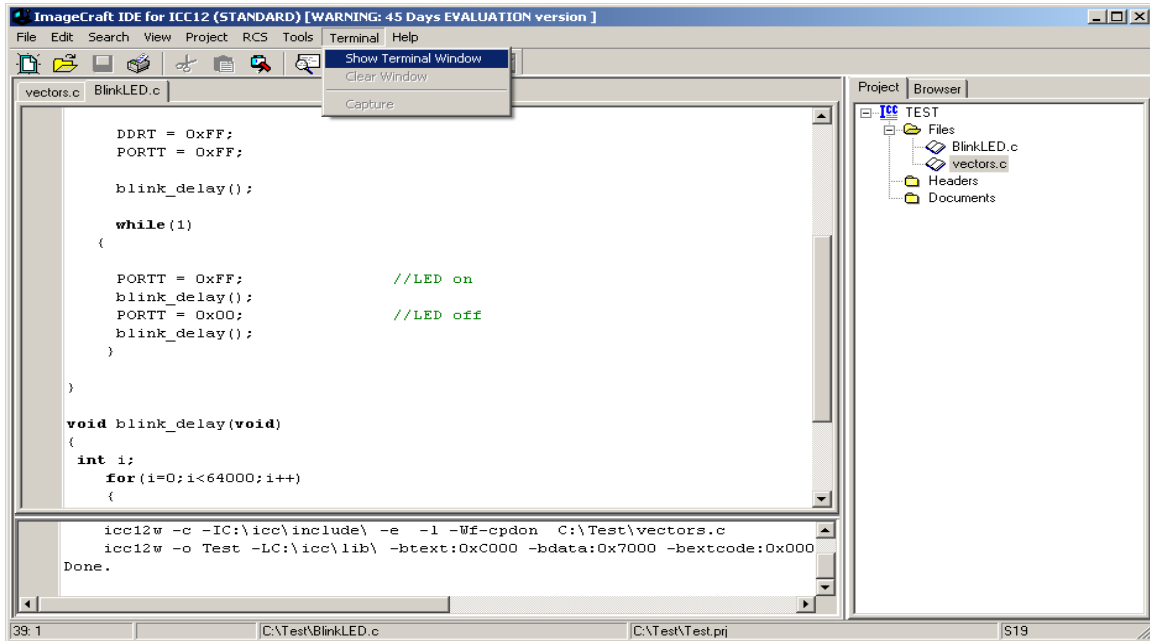 ImageCraft IDE for ICC12 (STANDARD) [WARNING: 45 Days EVALUATION version ]
File Edit Search View Project RCS Tools Terminal Help
Show Terminal Window
Clear Window
Capture
vectors.c BlinkLED.c
DDRT = 0xFF;
PORTT = 0xFF;
blink_delay();
while(1)
{
PORTT = 0xFF; //LED on
blink_delay();
PORTT = 0x00; //LED off
blink_delay();
}
}
void blink_delay(void)
{
int i;
for(i=0;i<64000;i++)
{
Project Browser
ICC TEST
Files
BlinkLED.c
vectors.c
Headers
Documents
icc12w -c -IC:\icc\include\ -e -l -Wf-cpdon C:\Test\vectors.c
icc12w -o Test -LC:\icc\lib\ -btext:0xC000 -bdata:0x7000 -bextcode:0x000
Done.
39: 1 C:\Test\BlinkLED.c C:\Test\Test.prj S19